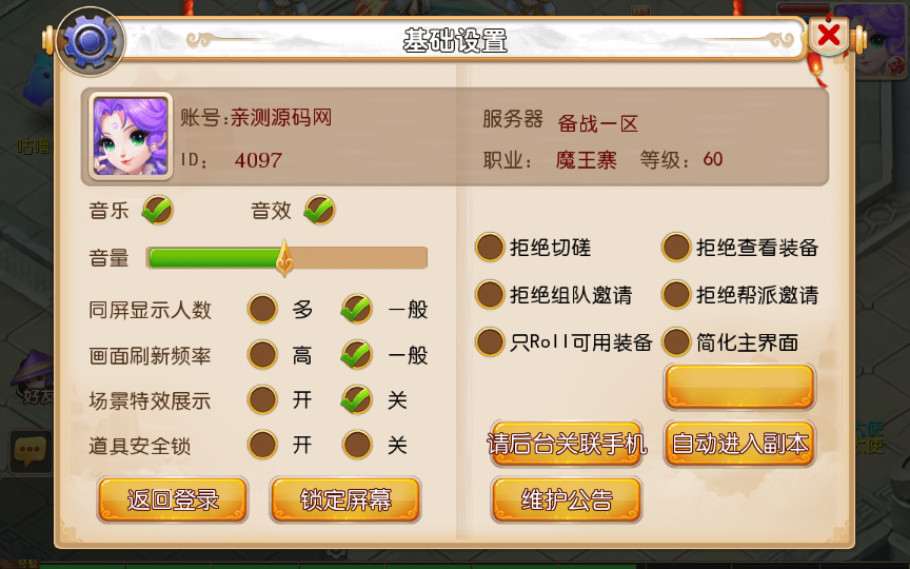 基础设置
账号:亲测源码网
服务器 备战一区
ID: 4097
职业: 魔王寨 等级: 60
音乐 音效
音量
拒绝切磋 拒绝查看装备
同屏显示人数 多 一般
拒绝组队邀请 拒绝帮派邀请
画面刷新频率 高 一般
只Roll可用装备 简化主界面
场景特效展示 开 关
道具安全锁 开 关
请后台关联手机 自动进入副本
返回登录 锁定屏幕 维护公告
好友